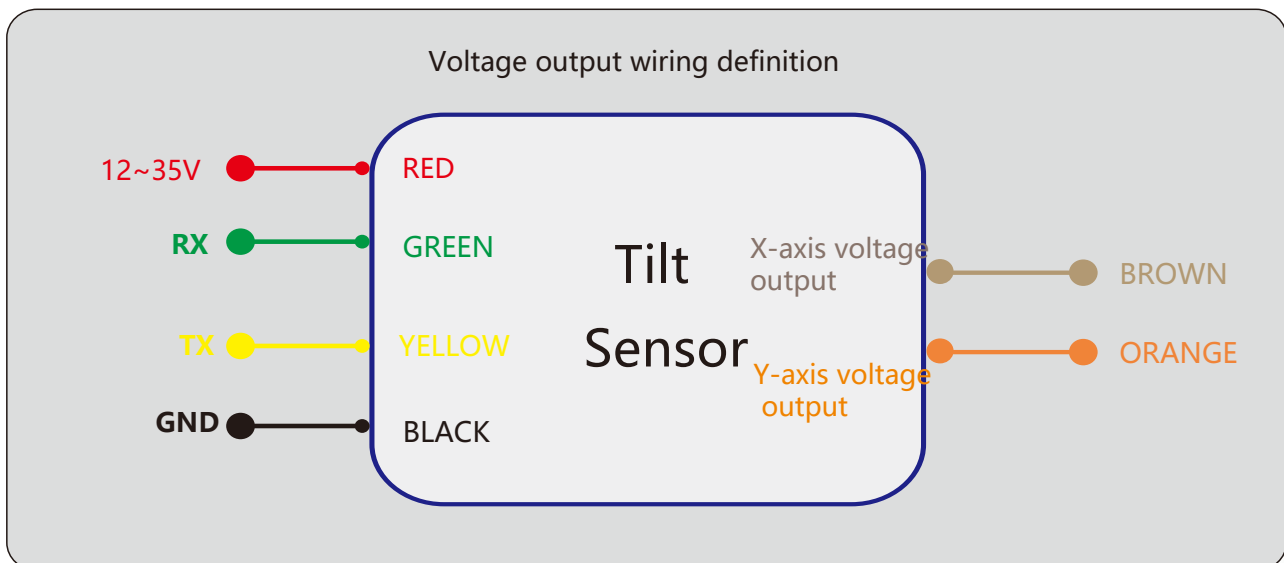 Voltage output wiring definition
12~35V
RED
RX
GREEN
TX
YELLOW
GND
BLACK
Tilt
Sensor
X-axis voltage
output
BROWN
Y-axis voltage
output
ORANGE